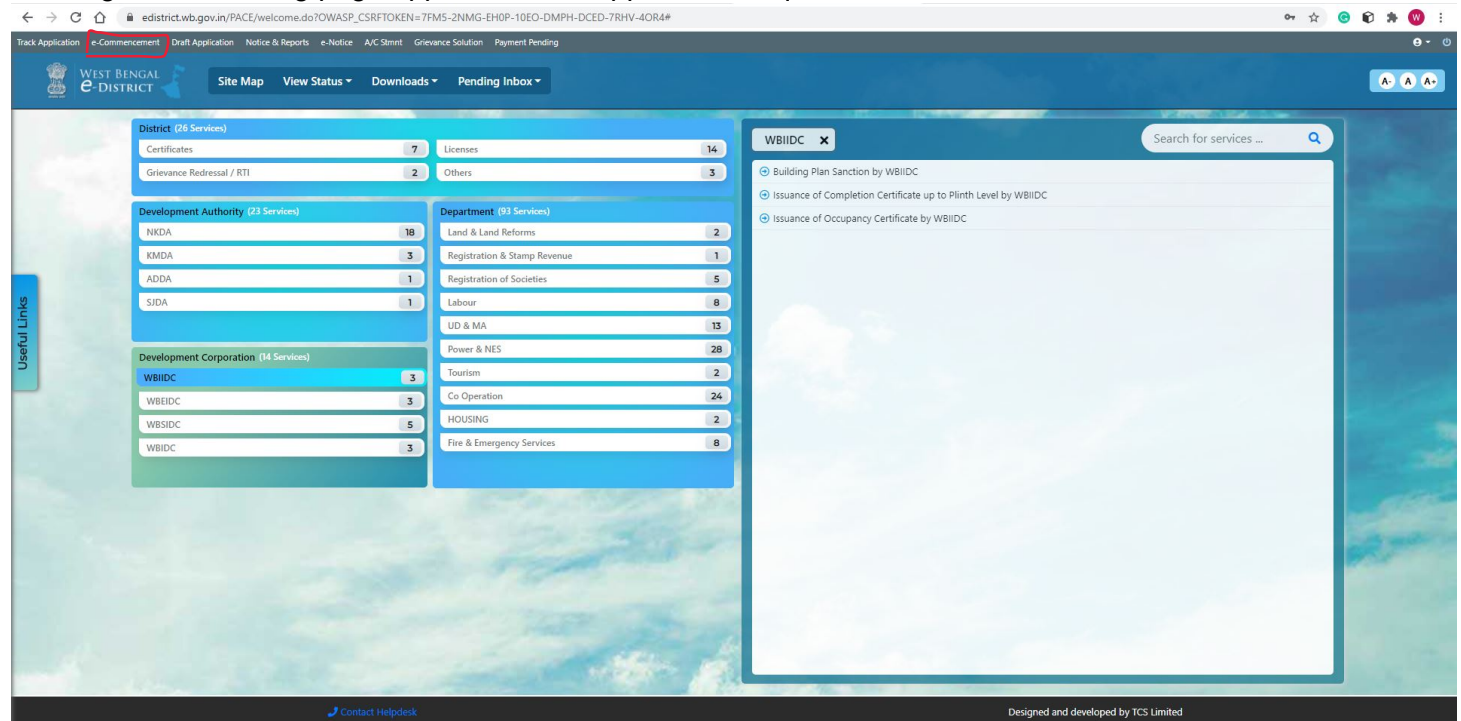 edistrict.wb.gov.in/PACE/welcome.do?OWASP_CSRFTOKEN=7FM5-2NMG-EH0P-10EO-DMPH-DCED-7RHV-4OR4#
W
Track Application e-Commencement Draft Application Notice & Reports e-Notice A/C Stmnt Grievance Solution Payment Pending
WEST BENGAL
e-DISTRICT
Site Map View Status Downloads Pending Inbox
A- A A+
District (26 Services)
Certificates 7
Licenses 14
Grievance Redressal / RTI 2
Others 3
Development Authority (23 Services)
NKDA 18
KMDA 3
ADDA 1
SJDA 1
Development Corporation (14 Services)
WBIIDC 3
WBEIDC 3
WBSIDC 5
WBIDC 3
Department (93 Services)
Land & Land Reforms 2
Registration & Stamp Revenue 1
Registration of Societies 5
Labour 8
UD & MA 13
Power & NES 28
Tourism 2
Co Operation 24
HOUSING 2
Fire & Emergency Services 8
WBIIDC X
Search for services ...
Building Plan Sanction by WBIIDC
Issuance of Completion Certificate up to Plinth Level by WBIIDC
Issuance of Occupancy Certificate by WBIIDC
Useful Links
Contact Helpdesk
Designed and developed by TCS Limited